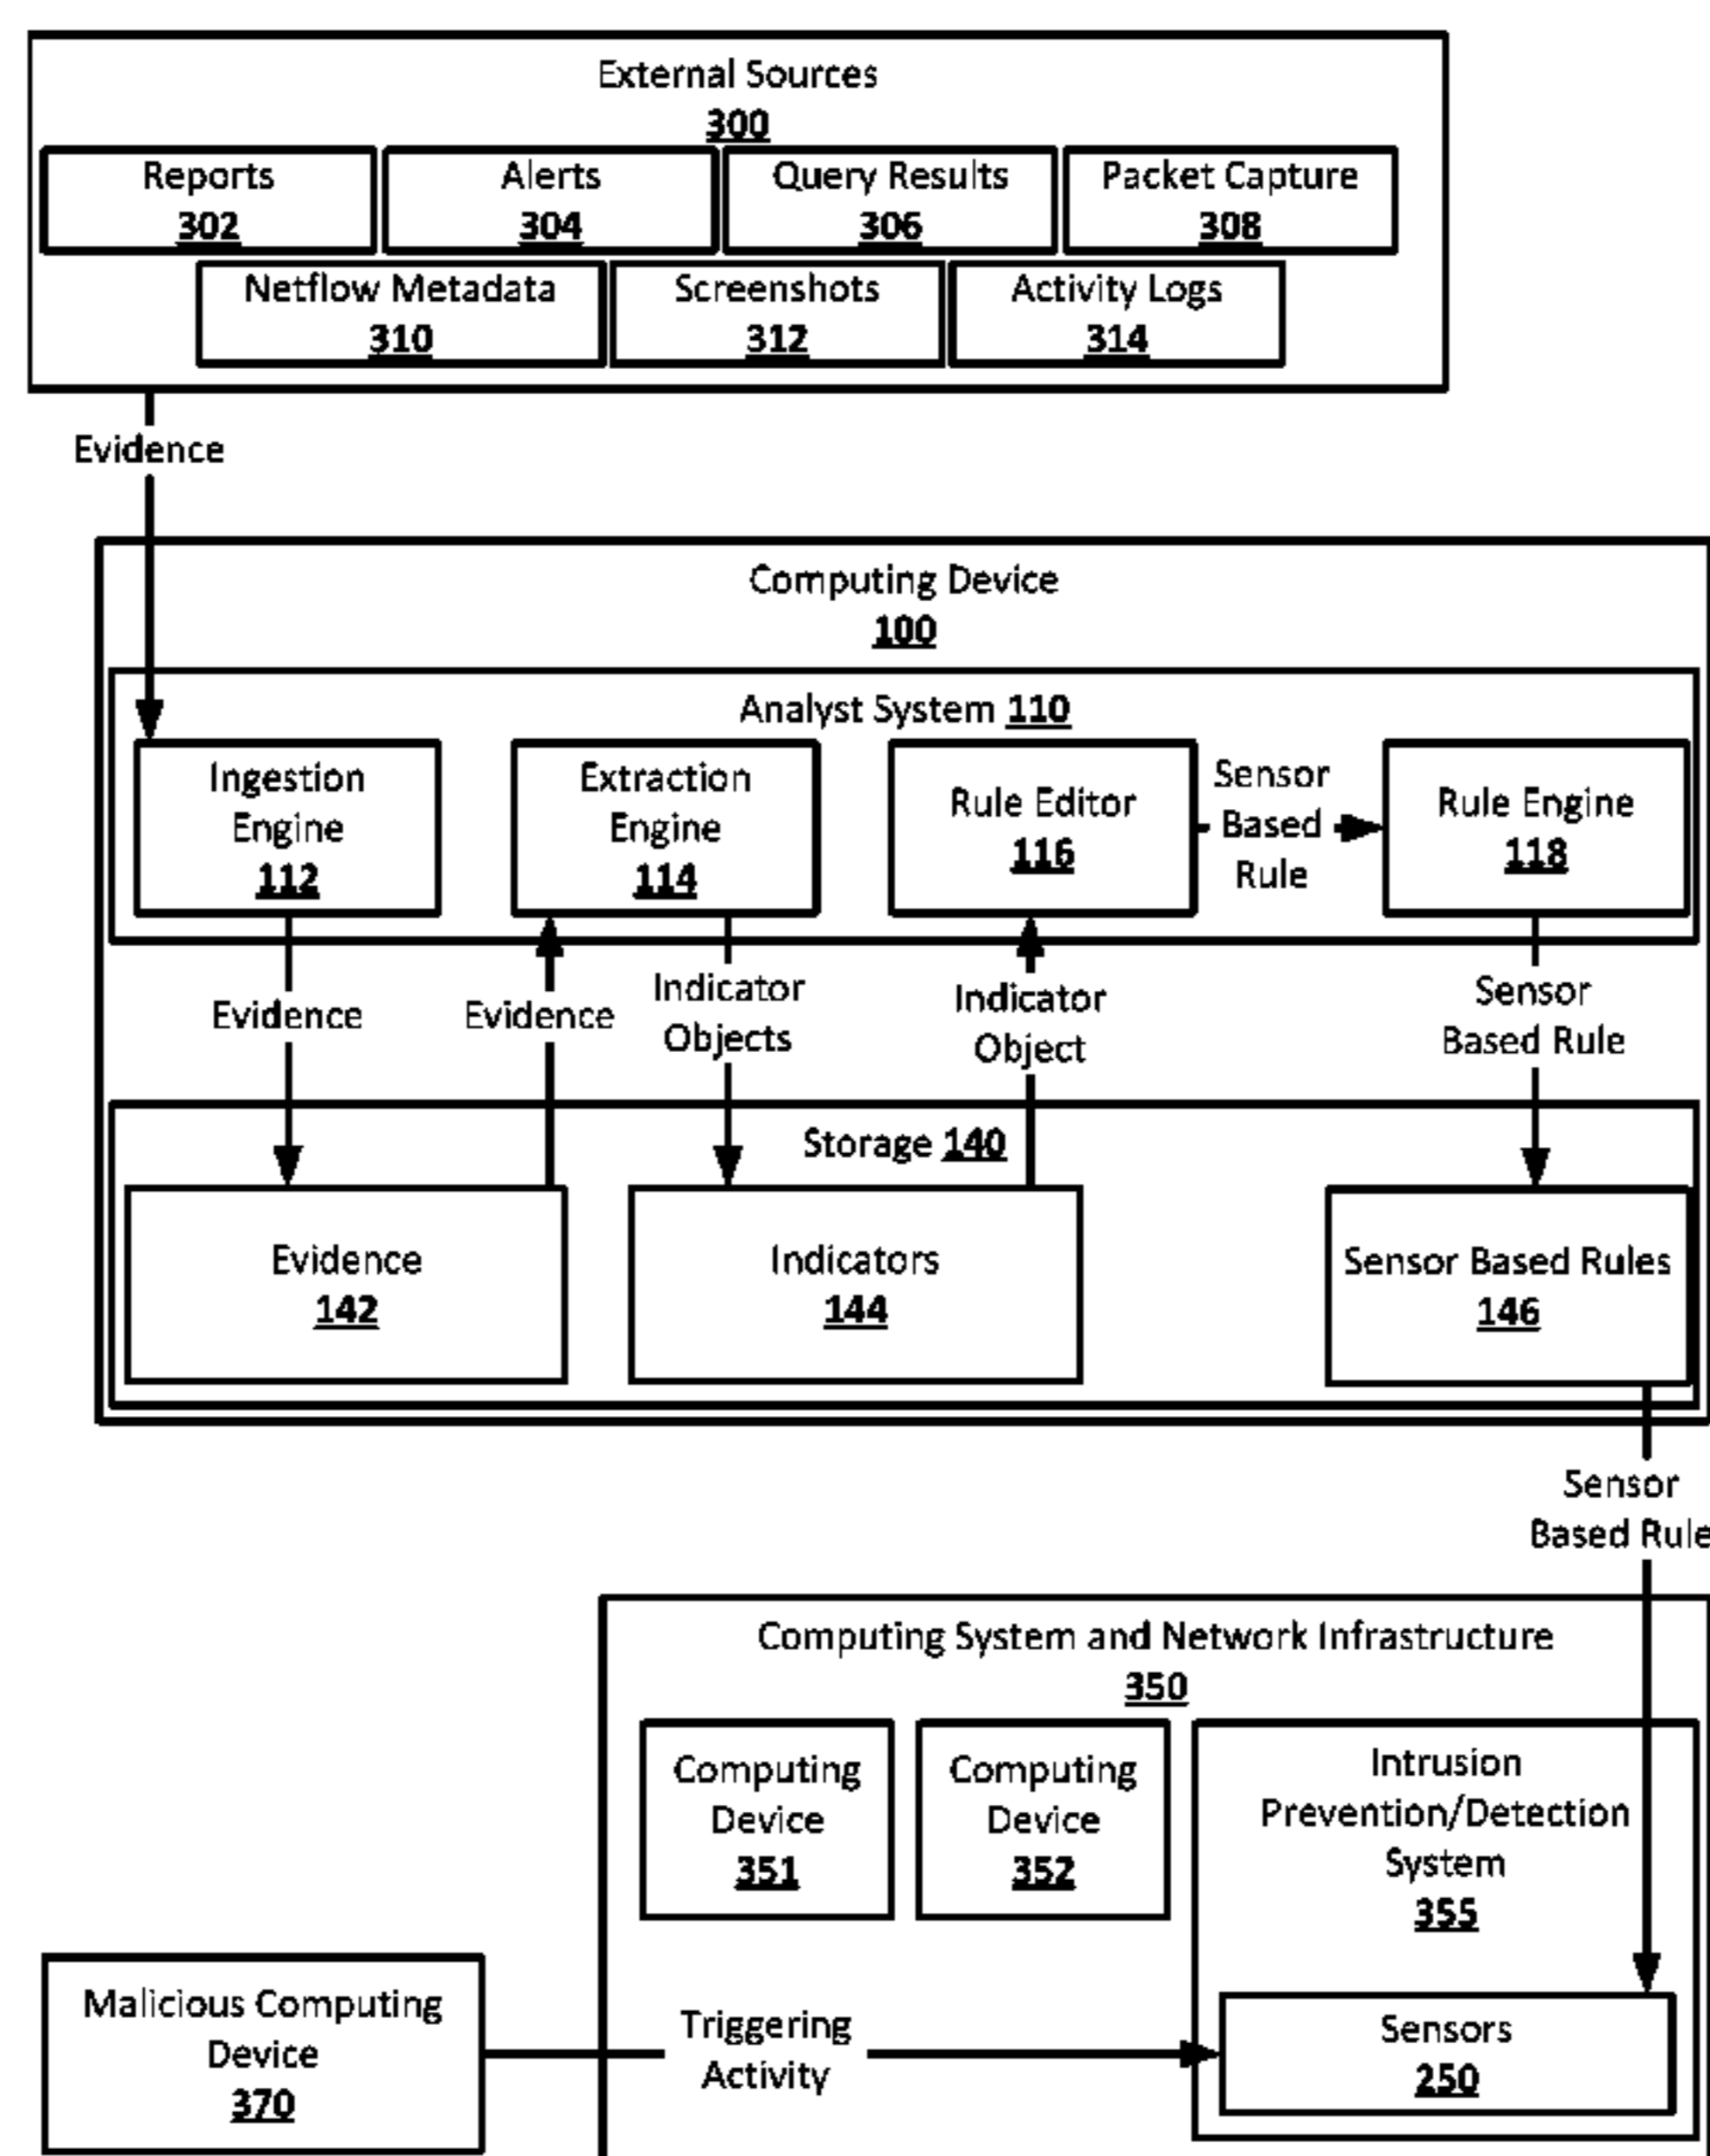 External Sources
300
Reports
302
Alerts
304
Query Results
306
Packet Capture
308
Netflow Metadata
310
Screenshots
312
Activity Logs
314
Evidence
Computing Device
100
Analyst System 110
Ingestion
Engine
112
Extraction
Engine
114
Rule Editor
116
Sensor
Based
Rule
Rule Engine
118
Evidence
Evidence
Indicator
Objects
Indicator
Object
Sensor
Based Rule
Storage 140
Evidence
142
Indicators
144
Sensor Based Rules
146
Sensor
Based Rule
Computing System and Network Infrastructure
350
Computing
Device
351
Computing
Device
352
Intrusion
Prevention/Detection
System
355
Malicious Computing
Device
370
Triggering
Activity
Sensors
250